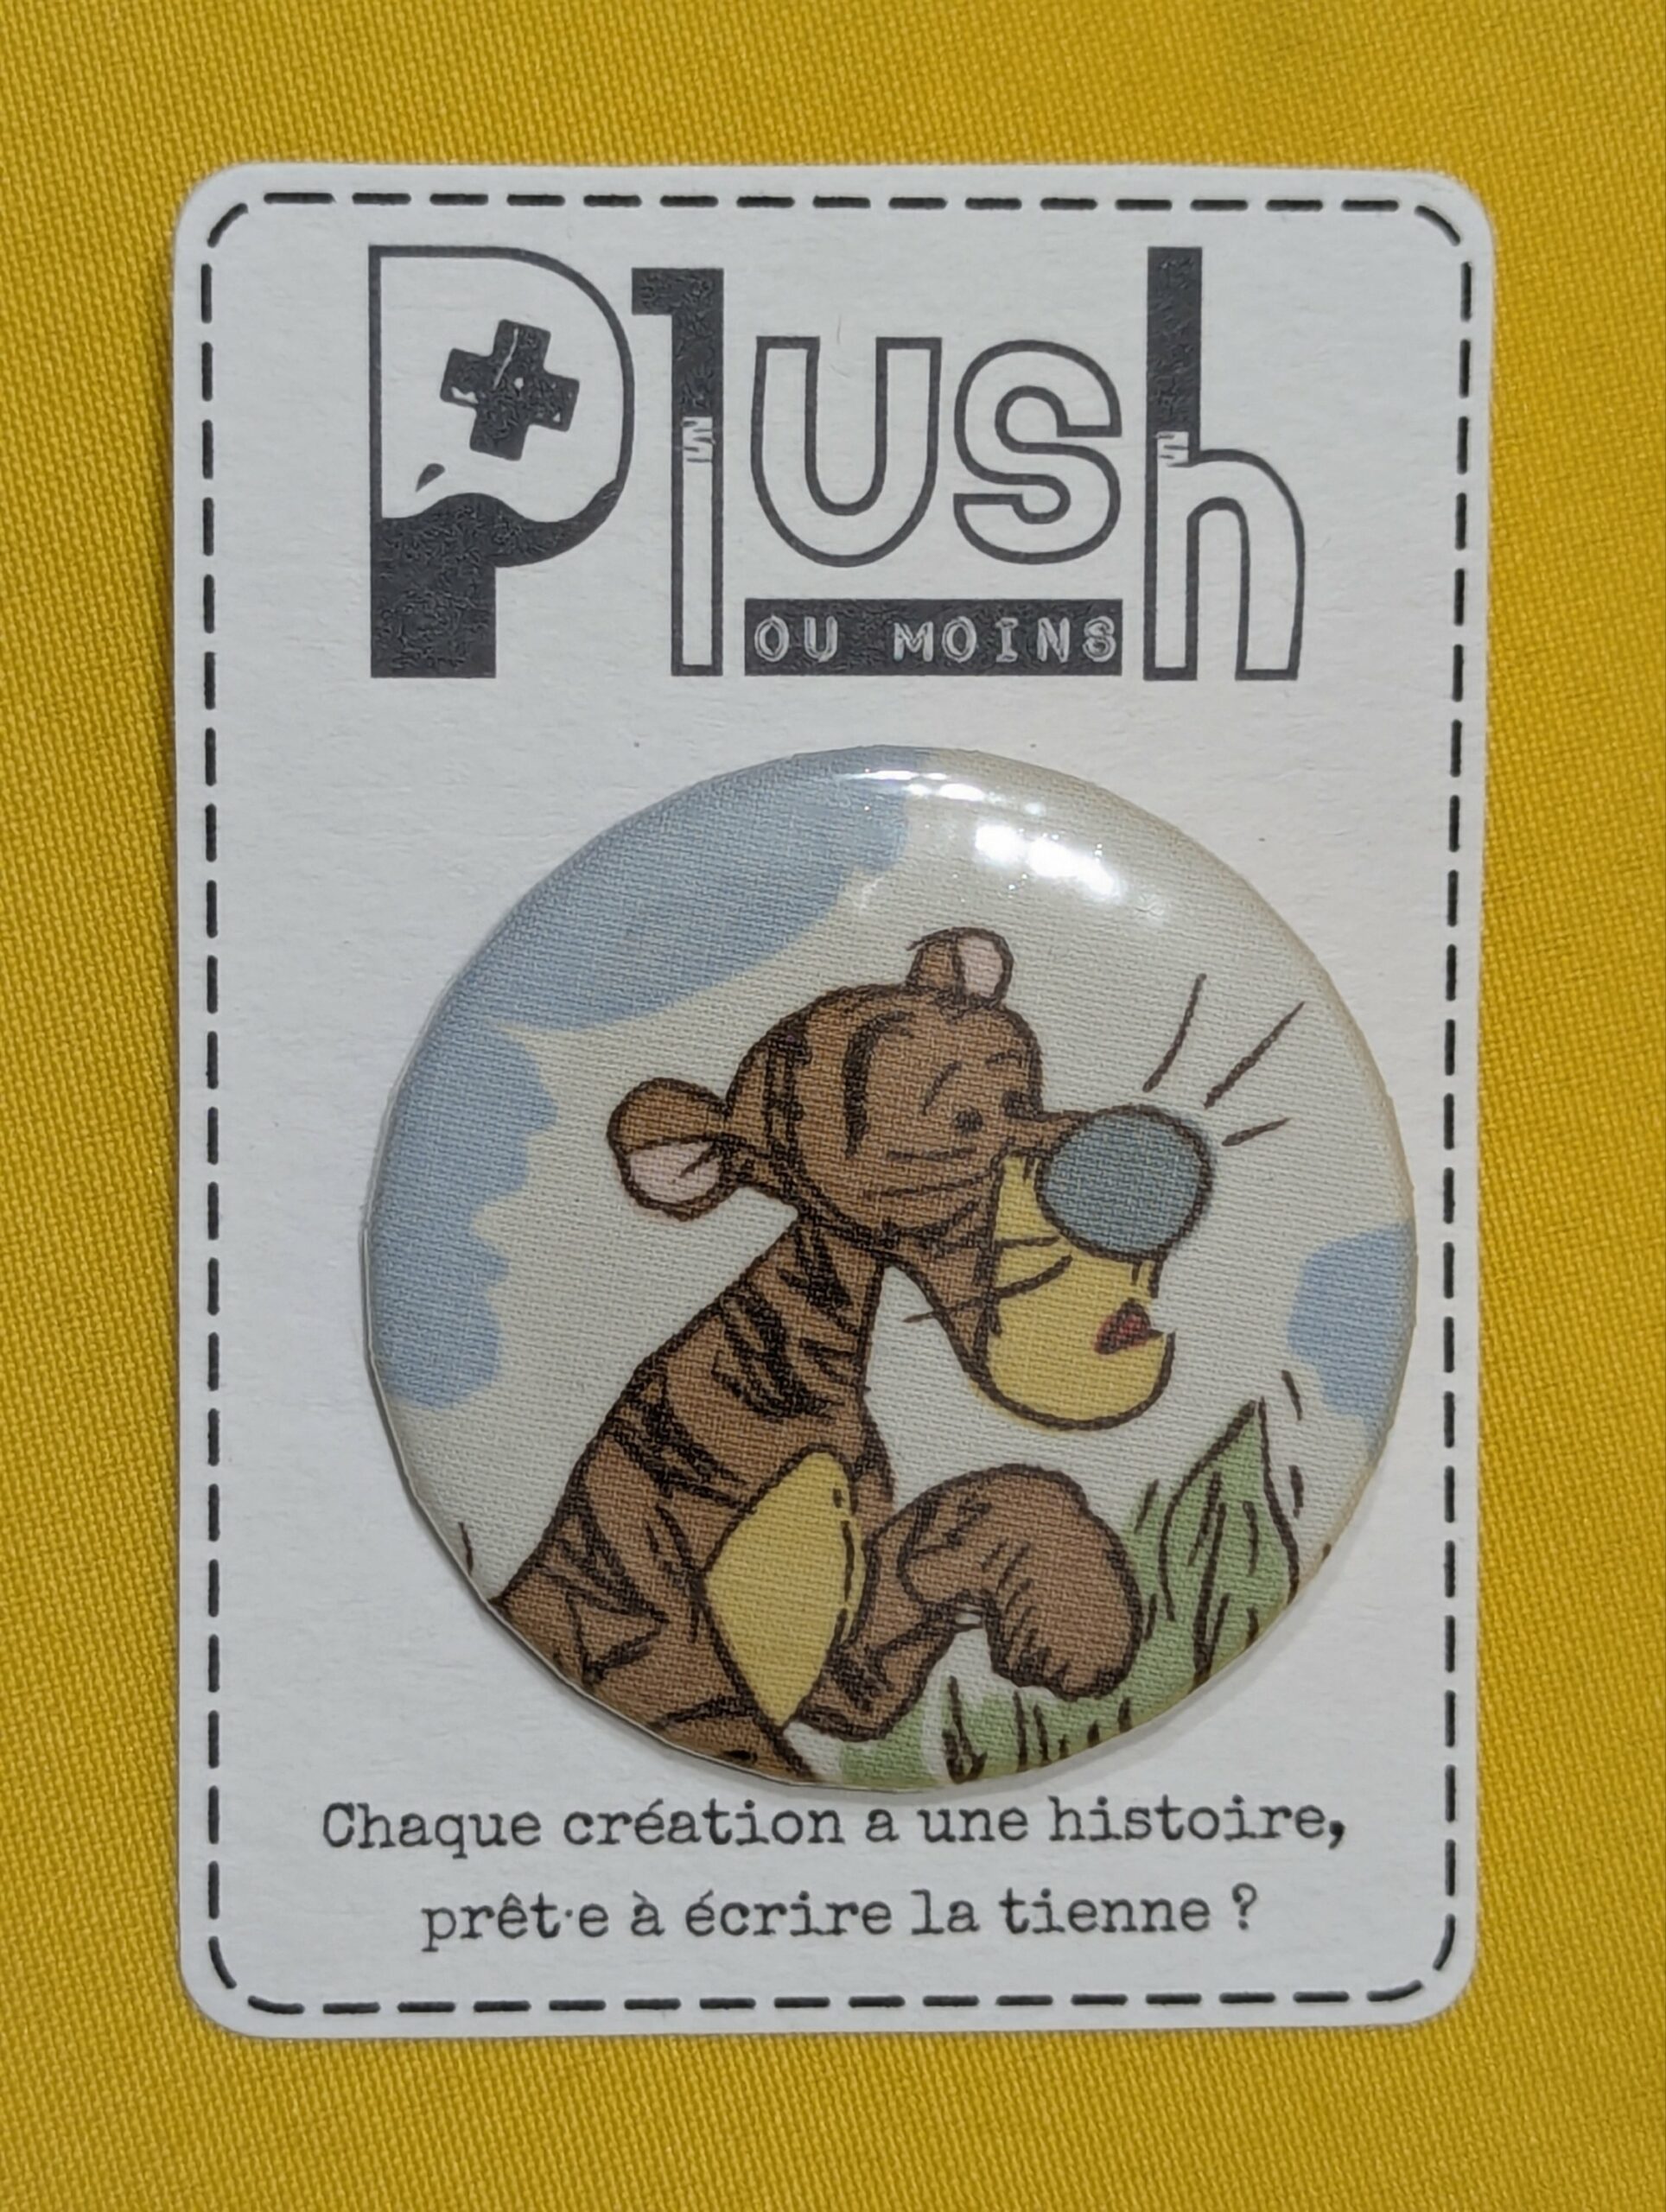 Plush
OU MOINS
Chaque création a une histoire,
prêt·e à écrire la tienne ?